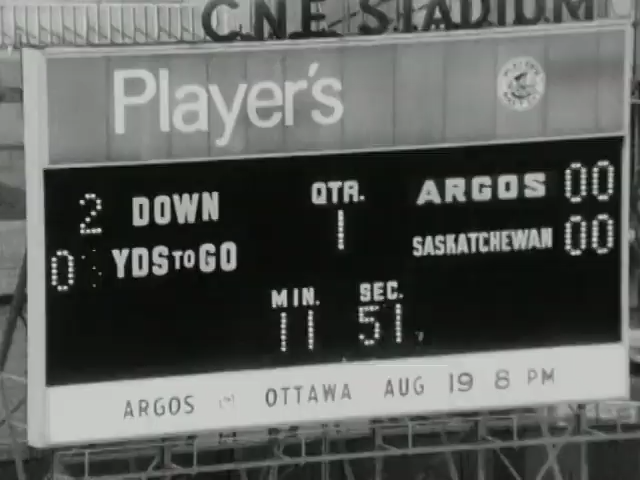 C.N.E. STADIUM
Player's
2 DOWN QTR. ARGOS 00
0 YDS TO GO 1 SASKATCHEWAN 00
MIN. SEC.
11 51
ARGOS OTTAWA AUG 19 8 PM